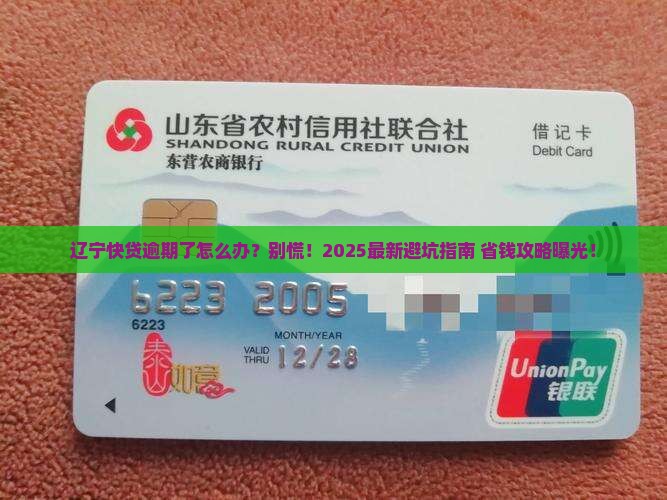 山东省农村信用社联合社
SHANDONG RURAL CREDIT UNION
东营农商银行
借记卡
Debit Card
辽宁快贷逾期了怎么办？别慌！2025最新避坑指南 省钱攻略曝光！
6223 2005
6223
MONTH/YEAR
VALID THRU 12/28
泰山如意
UnionPay
银联